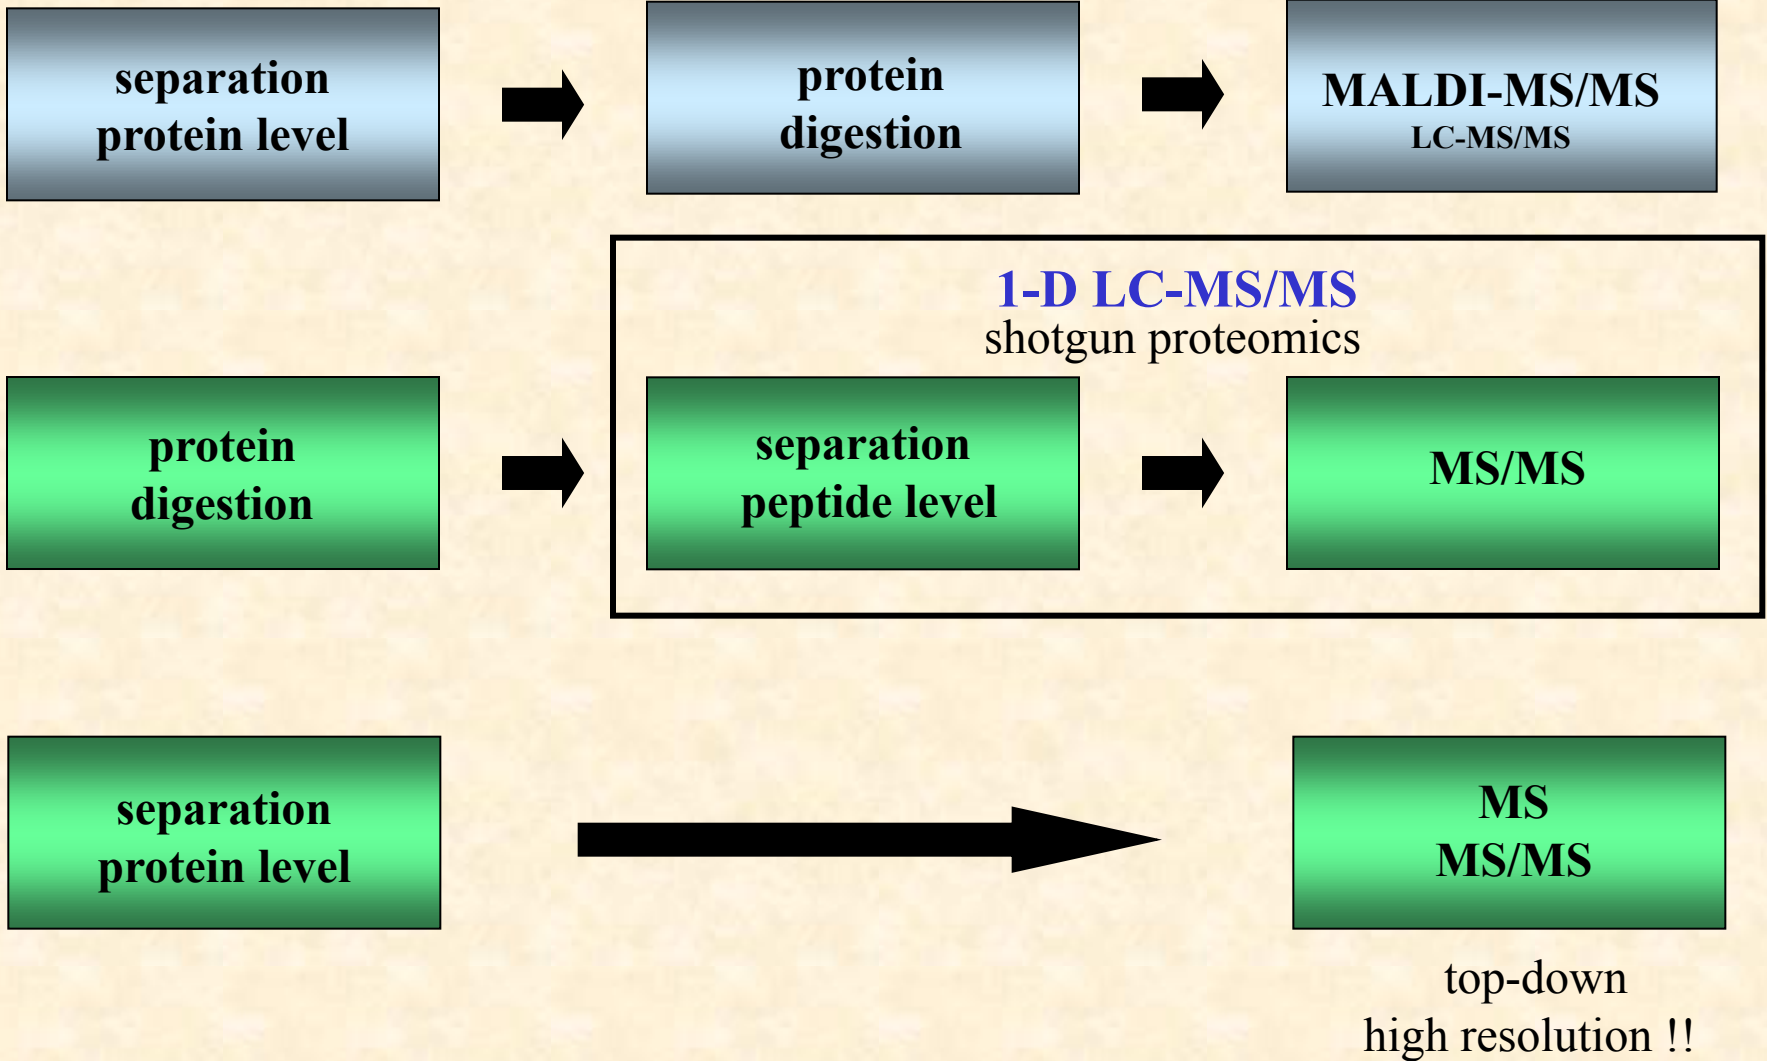 separation
protein level
protein
digestion
MALDI-MS/MS
LC-MS/MS
1-D LC-MS/MS
shotgun proteomics
protein
digestion
separation
peptide level
MS/MS
separation
protein level
MS
MS/MS
top-down
high resolution !!